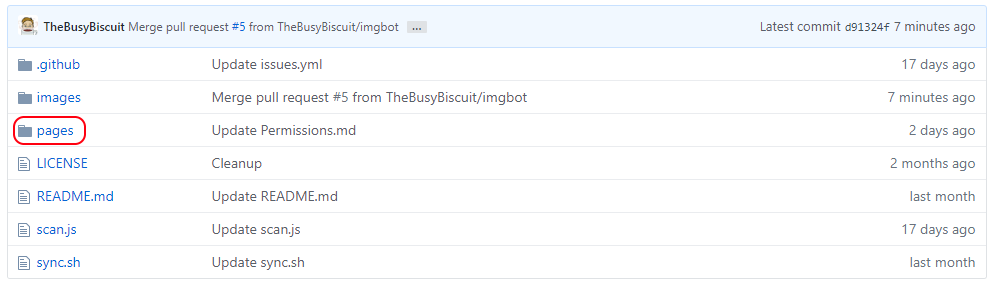 TheBusyBiscuit Merge pull request #5 from TheBusyBiscuit/imgbot ... Latest commit d91324f 7 minutes ago
.github Update issues.yml 17 days ago
images Merge pull request #5 from TheBusyBiscuit/imgbot 7 minutes ago
pages Update Permissions.md 2 days ago
LICENSE Cleanup 2 months ago
README.md Update README.md last month
scan.js Update scan.js 17 days ago
sync.sh Update sync.sh last month